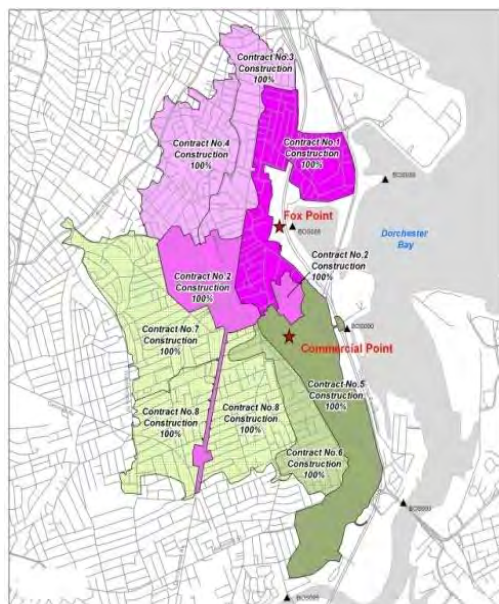 Contract No.3
Construction
100%
Contract No.4
Construction
100%
Contract No.1
Construction
100%
Fox Point
Dorchester
Bay
Contract No.2
Construction
100%
Contract No.2
Construction
100%
Contract No.7
Construction
100%
Commercial Point
Contract No.5
Construction
100%
Contract No.8
Construction
100%
Contract No.8
Construction
100%
Contract No.6
Construction
100%